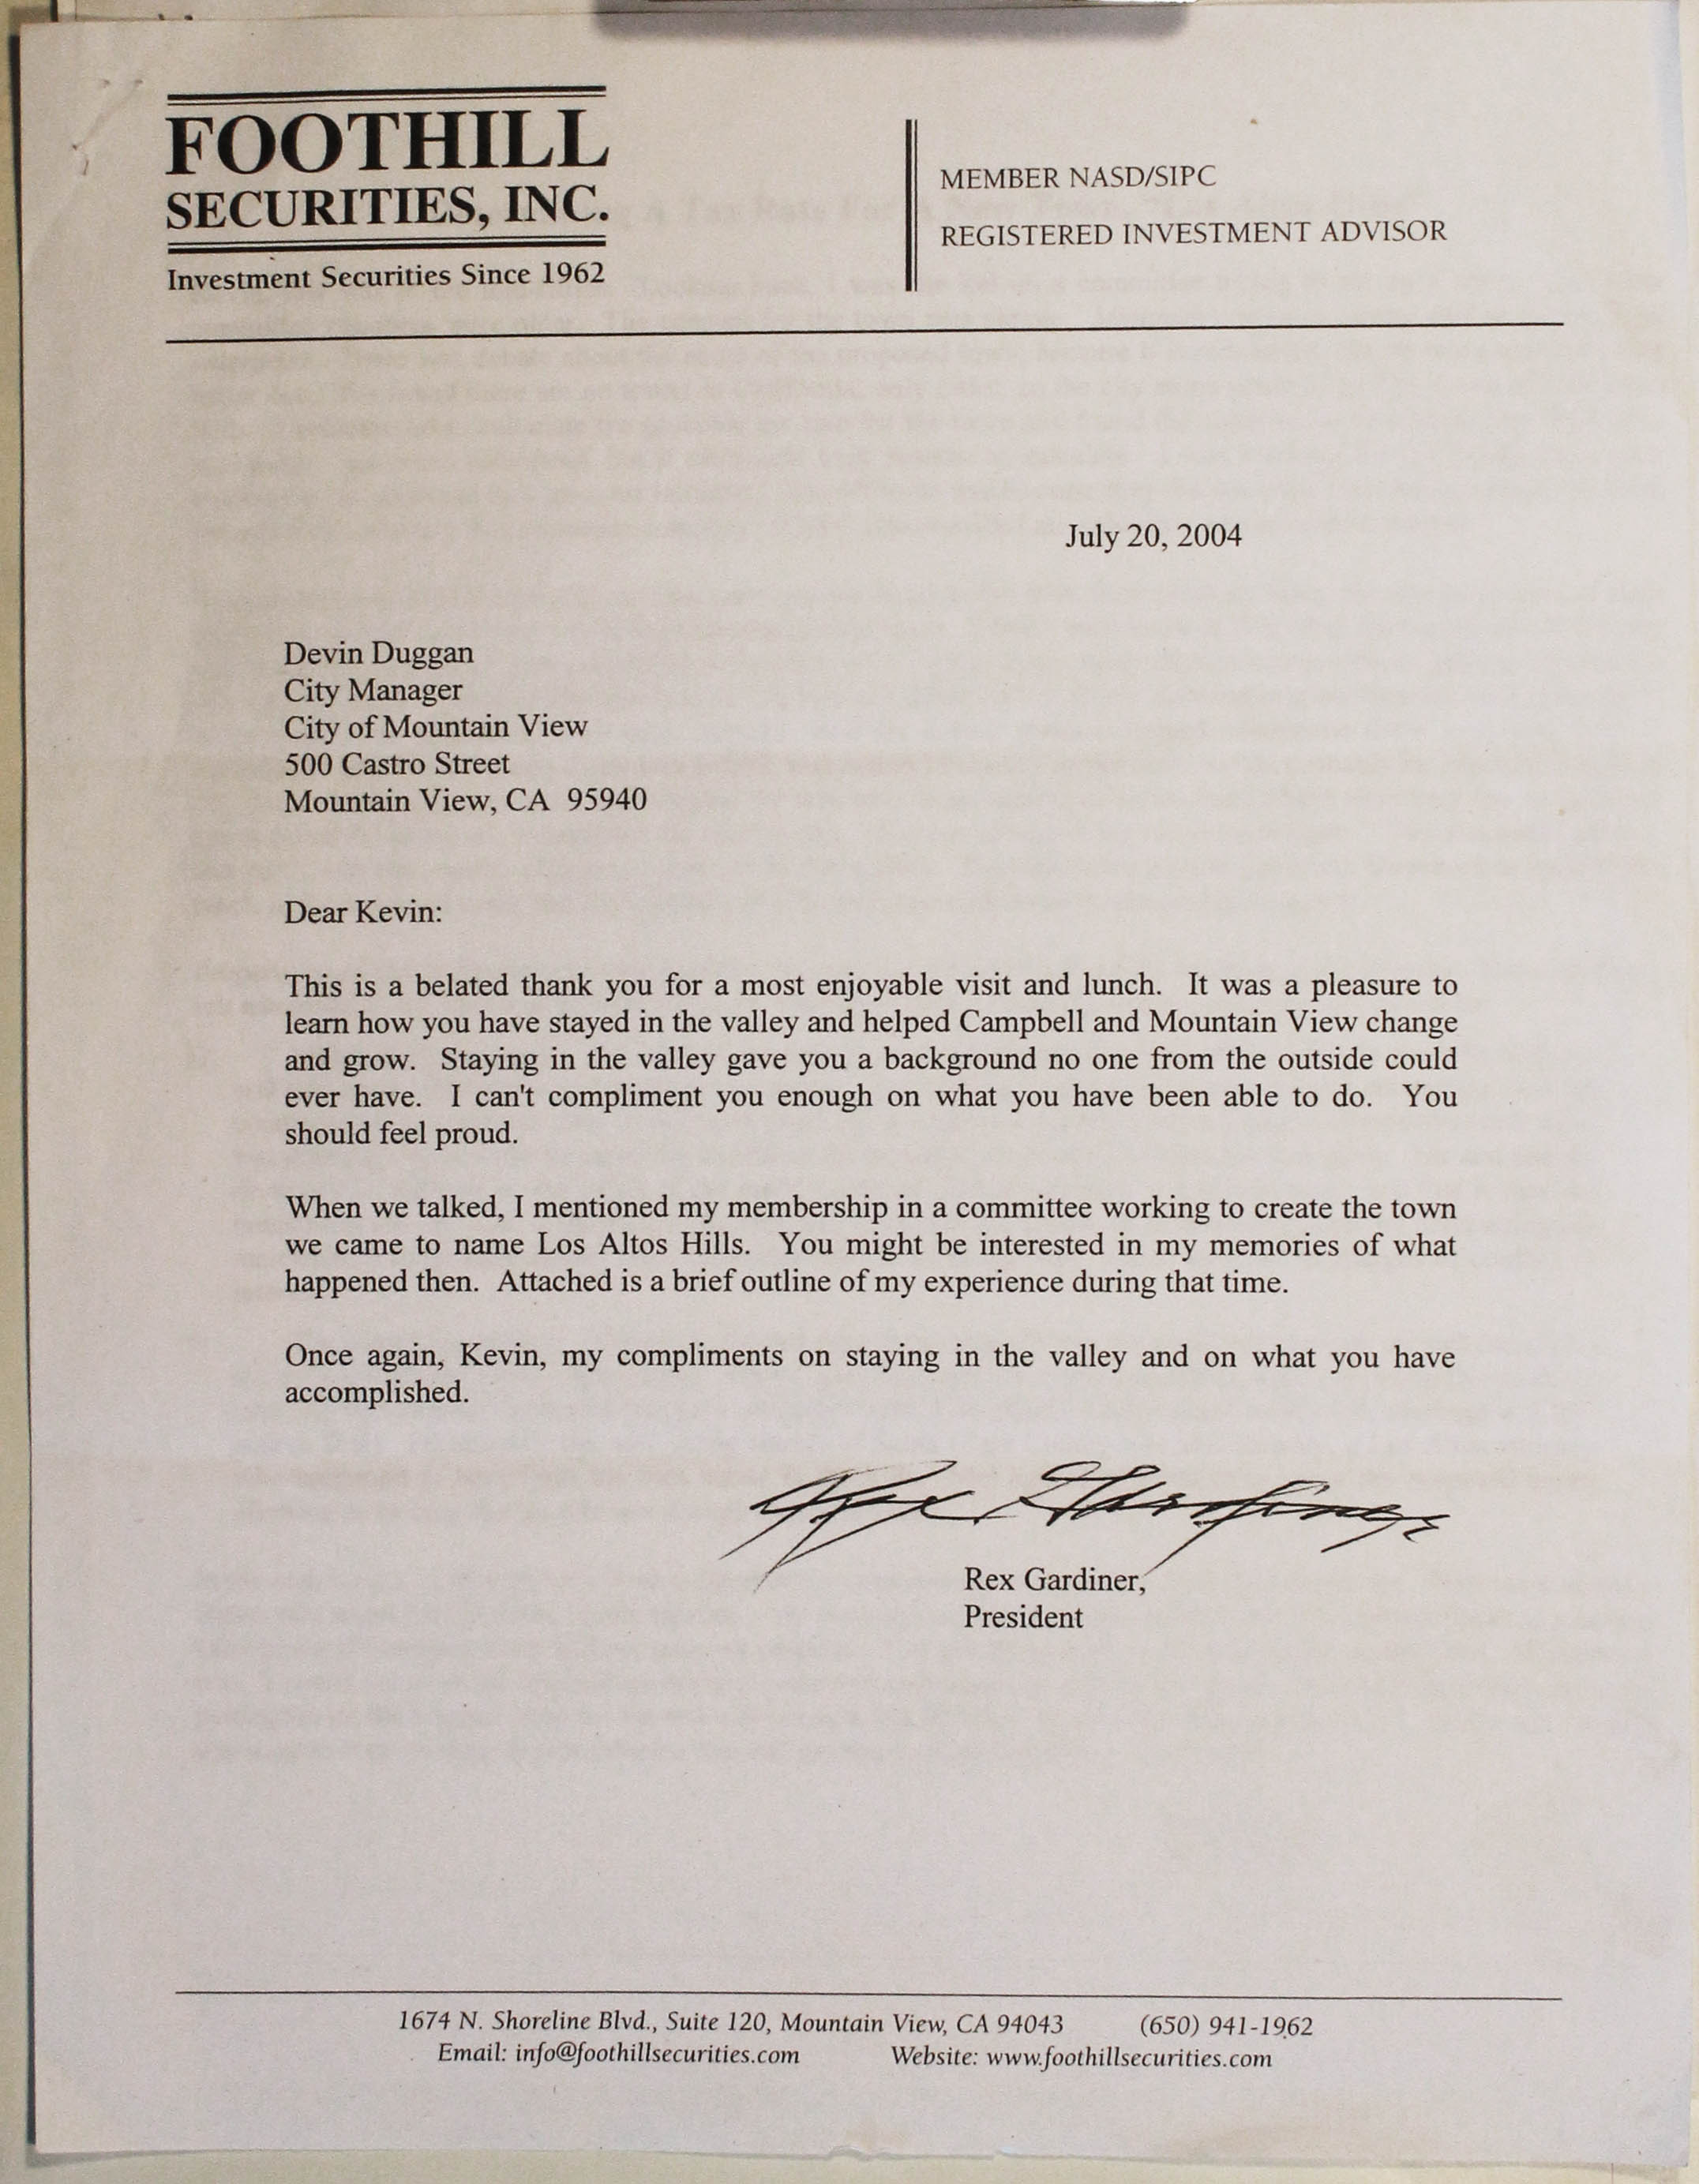 FOOTHILL
SECURITIES, INC.
Investment Securities Since 1962
MEMBER NASD/SIPC
REGISTERED INVESTMENT ADVISOR
July 20, 2004
Devin Duggan
City Manager
City of Mountain View
500 Castro Street
Mountain View, CA 95940
Dear Kevin:
This is a belated thank you for a most enjoyable visit and lunch. It was a pleasure to
learn how you have stayed in the valley and helped Campbell and Mountain View change
and grow. Staying in the valley gave you a background no one from the outside could
ever have. I can't compliment you enough on what you have been able to do. You
should feel proud.
When we talked, I mentioned my membership in a committee working to create the town
we came to name Los Altos Hills. You might be interested in my memories of what
happened then. Attached is a brief outline of my experience during that time.
Once again, Kevin, my compliments on staying in the valley and on what you have
accomplished.
Rex Gardiner
Rex Gardiner,
President
1674 N. Shoreline Blvd., Suite 120, Mountain View, CA 94043 (650) 941-1962
Email: info@foothillsecurities.com Website: www.foothillsecurities.com